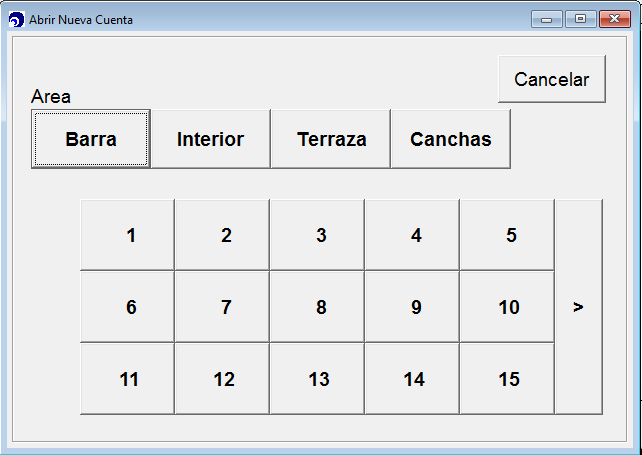 Abrir Nueva Cuenta
Cancelar
Area
Barra Interior Terraza Canchas
1 2 3 4 5
6 7 8 9 10 >
11 12 13 14 15